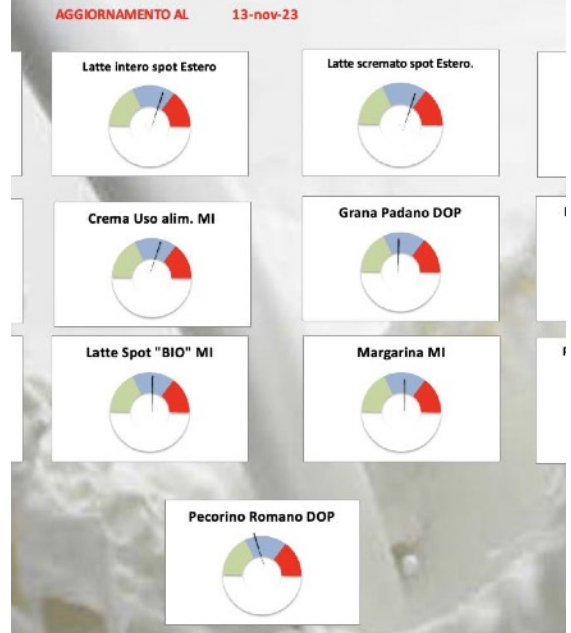 AGGIORNAMENTO AL 13-nov-23
Latte intero spot Estero
Latte scremato spot Estero.
Crema Uso alim. MI
Grana Padano DOP
Latte Spot "BIO" MI
Margarina MI
Pecorino Romano DOP